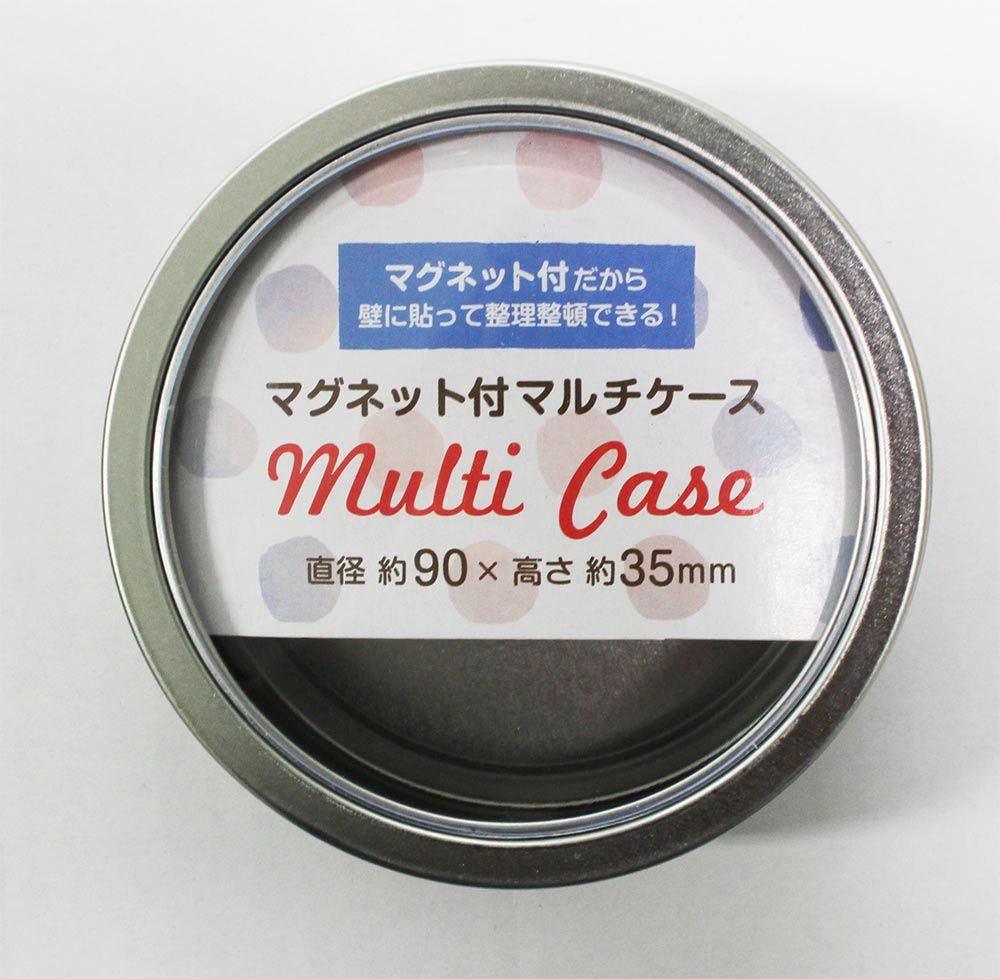 マグネット付だから
壁に貼って整理整頓できる!
マグネット付マルチケース
Multi Case
直径 約90×高さ 約35mm